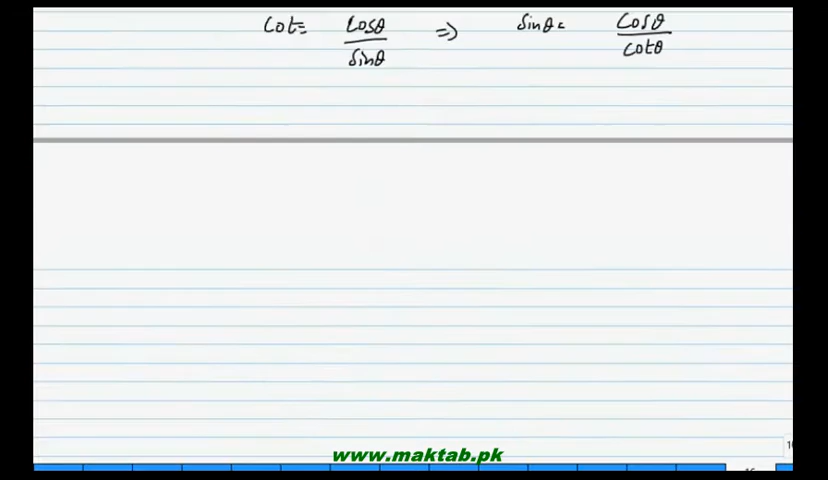 Cot = Cosθ/Sinθ ⇒ Sinθ = Cosθ/Cotθ
www.maktab.pk